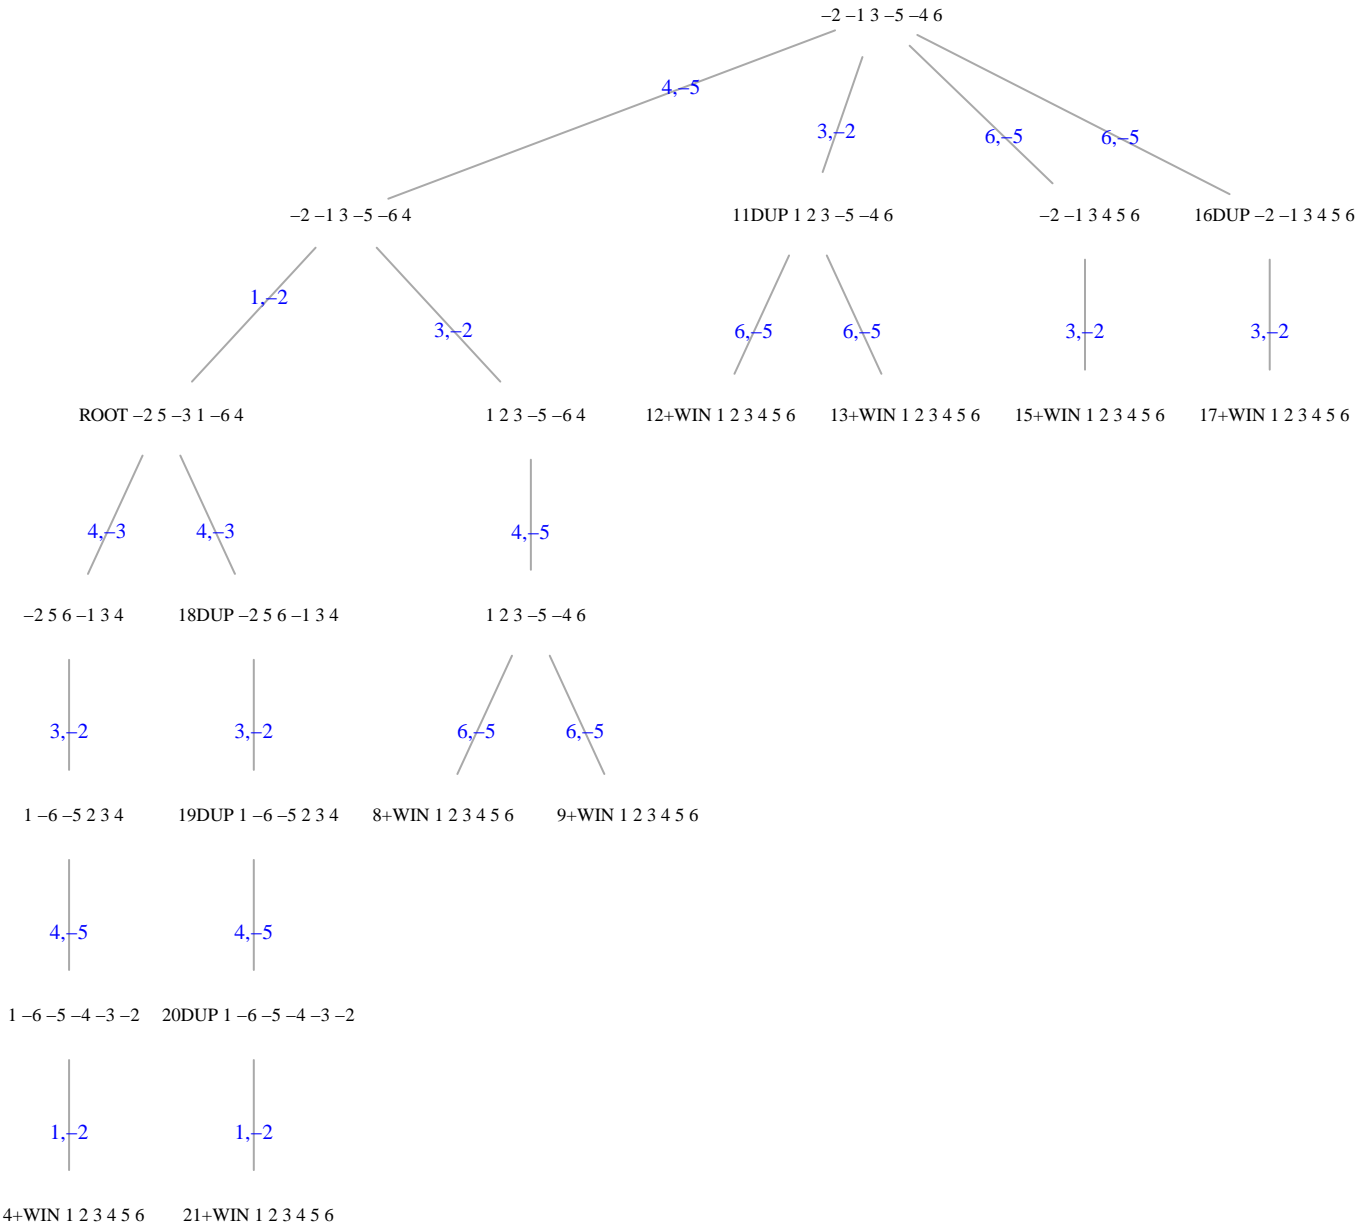 –2 –1 3 –5 –4 6
4,–5
3,–2
6,–5
6,–5
–2 –1 3 –5 –6 4
11DUP 1 2 3 –5 –4 6
–2 –1 3 4 5 6
16DUP –2 –1 3 4 5 6
1,–2
3,–2
6,–5
6,–5
3,–2
3,–2
ROOT –2 5 –3 1 –6 4
1 2 3 –5 –6 4
12+WIN 1 2 3 4 5 6
13+WIN 1 2 3 4 5 6
15+WIN 1 2 3 4 5 6
17+WIN 1 2 3 4 5 6
4,–3
4,–3
4,–5
–2 5 6 –1 3 4
18DUP –2 5 6 –1 3 4
1 2 3 –5 –4 6
3,–2
3,–2
6,–5
6,–5
1 –6 –5 2 3 4
19DUP 1 –6 –5 2 3 4
8+WIN 1 2 3 4 5 6
9+WIN 1 2 3 4 5 6
4,–5
4,–5
1 –6 –5 –4 –3 –2
20DUP 1 –6 –5 –4 –3 –2
1,–2
1,–2
4+WIN 1 2 3 4 5 6
21+WIN 1 2 3 4 5 6